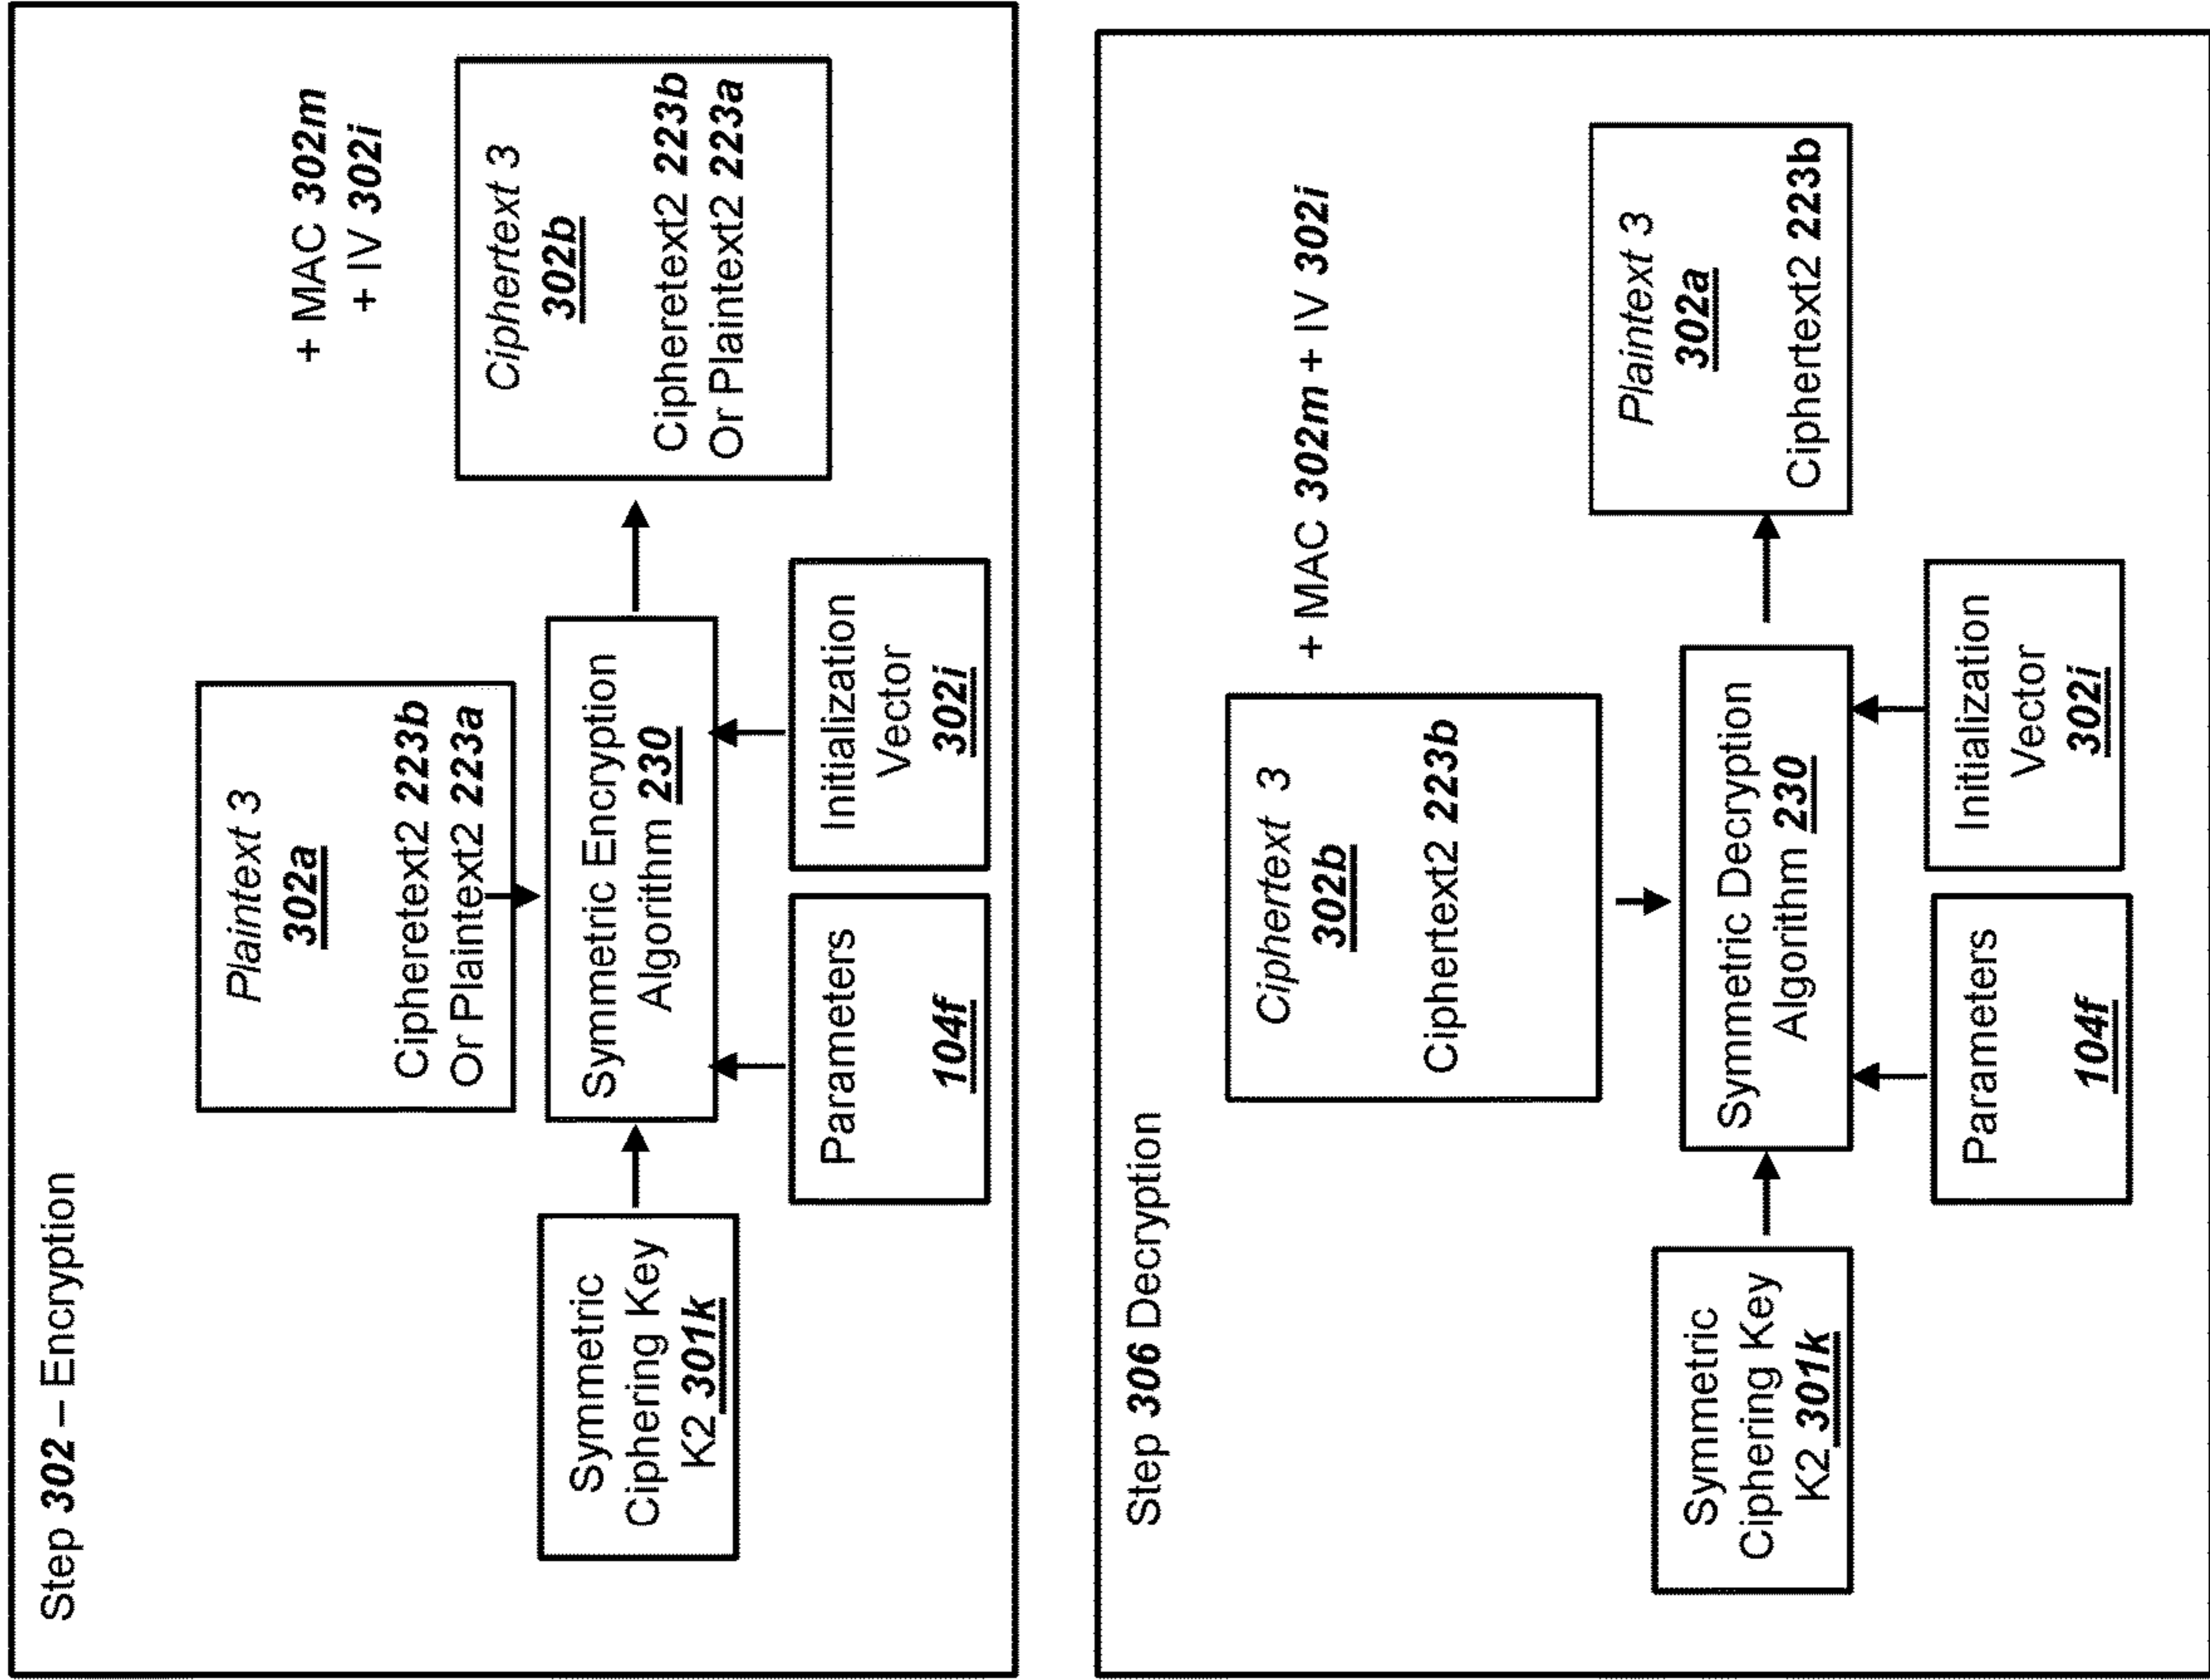 Step 302 – Encryption
+ MAC 302m
+ IV 302i
Plaintext 3
302a
Cipheretext2 223b
Or Plaintext2 223a
Symmetric
Ciphering Key
K2 301k
Symmetric Encryption
Algorithm 230
Ciphertext 3
302b
Cipheretext2 223b
Or Plaintext2 223a
Parameters
104f
Initialization
Vector
302i
Step 306 Decryption
Ciphertext 3
302b
Ciphertext2 223b
+ MAC 302m + IV 302i
Symmetric
Ciphering Key
K2 301k
Symmetric Decryption
Algorithm 230
Plaintext 3
302a
Ciphertext2 223b
Parameters
104f
Initialization
Vector
302i